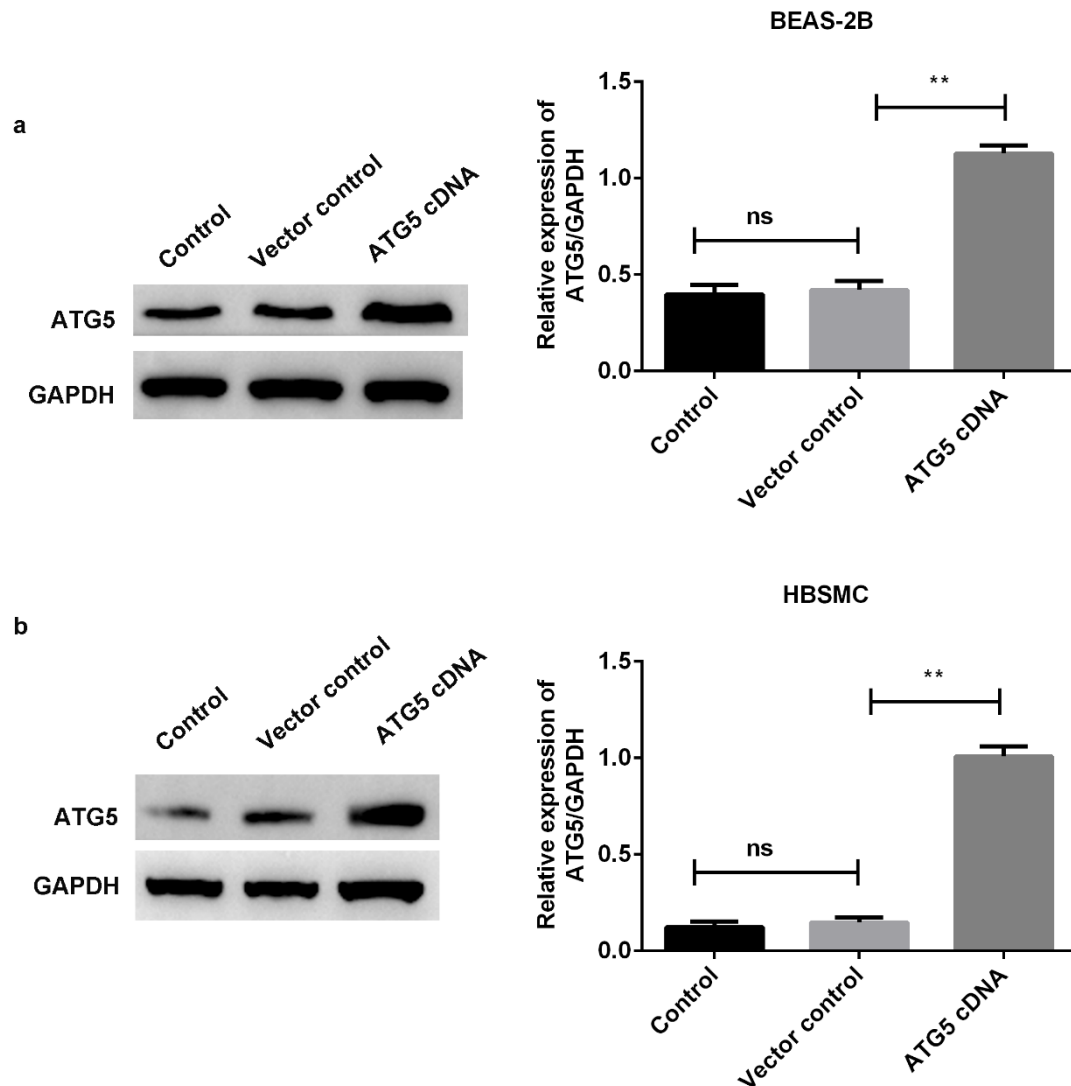 a
Control
Vector control
ATG5 cDNA
ATG5
GAPDH
BEAS-2B
Relative expression of
ATG5/GAPDH
1.5
1.0
0.5
0.0
ns
**
Control
Vector control
ATG5 cDNA
b
Control
Vector control
ATG5 cDNA
ATG5
GAPDH
HBSMC
Relative expression of
ATG5/GAPDH
1.5
1.0
0.5
0.0
ns
**
Control
Vector control
ATG5 cDNA